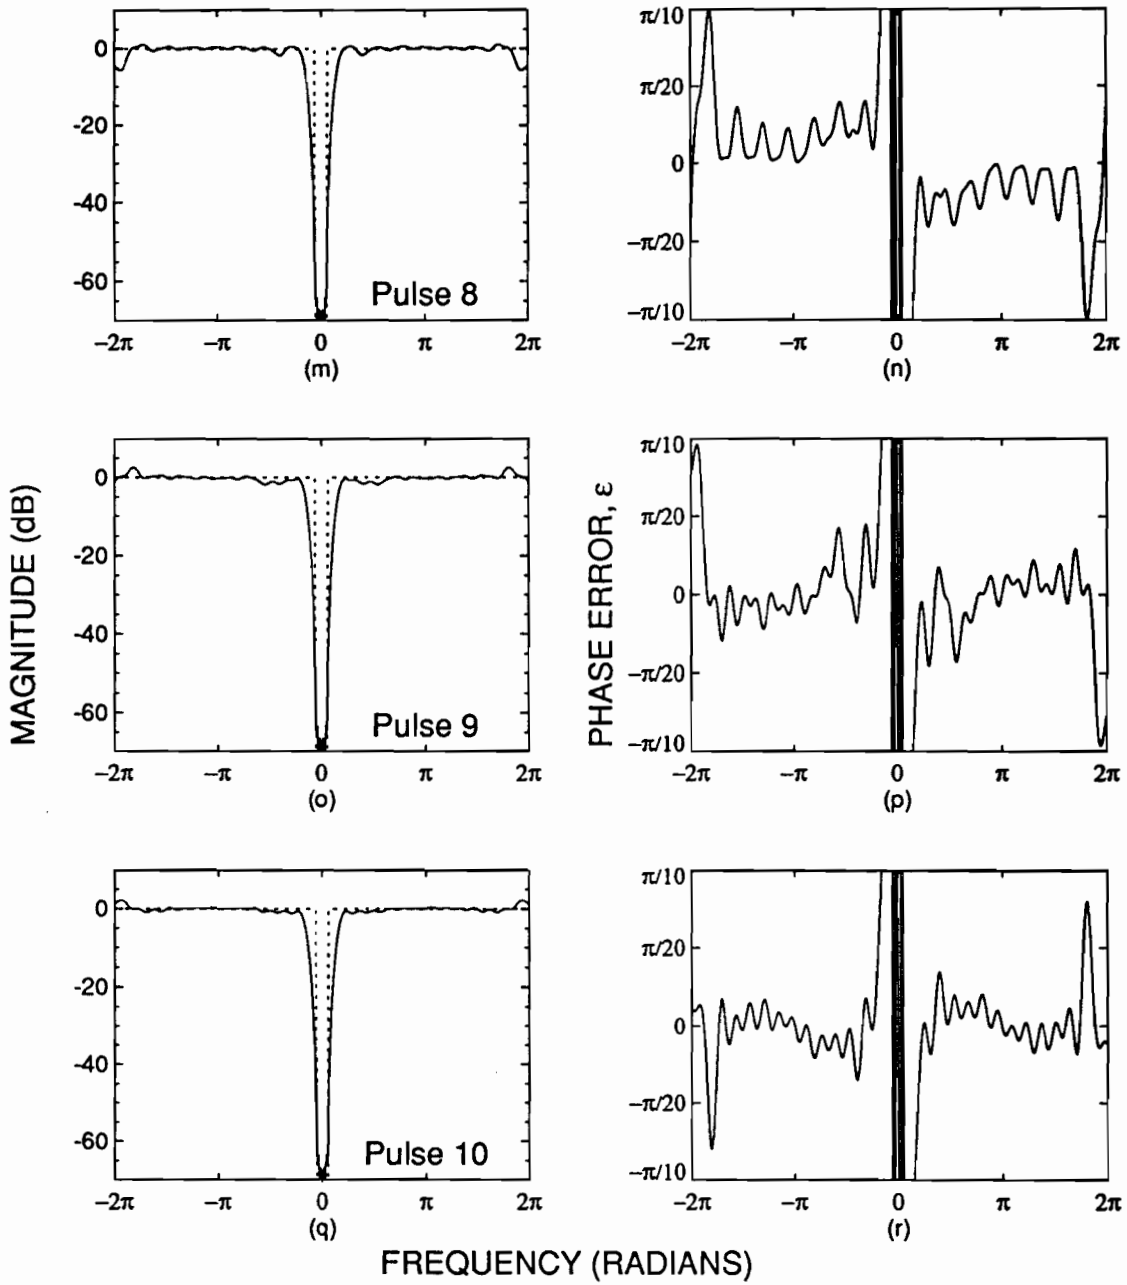 0
-20
-40
-60
Pulse 8
−2π −π 0 π 2π
(m)
π/10
π/20
0
−π/20
−π/10
−2π −π 0 π 2π
(n)
MAGNITUDE (dB)
0
-20
-40
-60
Pulse 9
−2π −π 0 π 2π
(o)
PHASE ERROR, ε
π/10
π/20
0
−π/20
−π/10
−2π −π 0 π 2π
(p)
0
-20
-40
-60
Pulse 10
−2π −π 0 π 2π
(q)
π/10
π/20
0
−π/20
−π/10
−2π −π 0 π 2π
(r)
FREQUENCY (RADIANS)